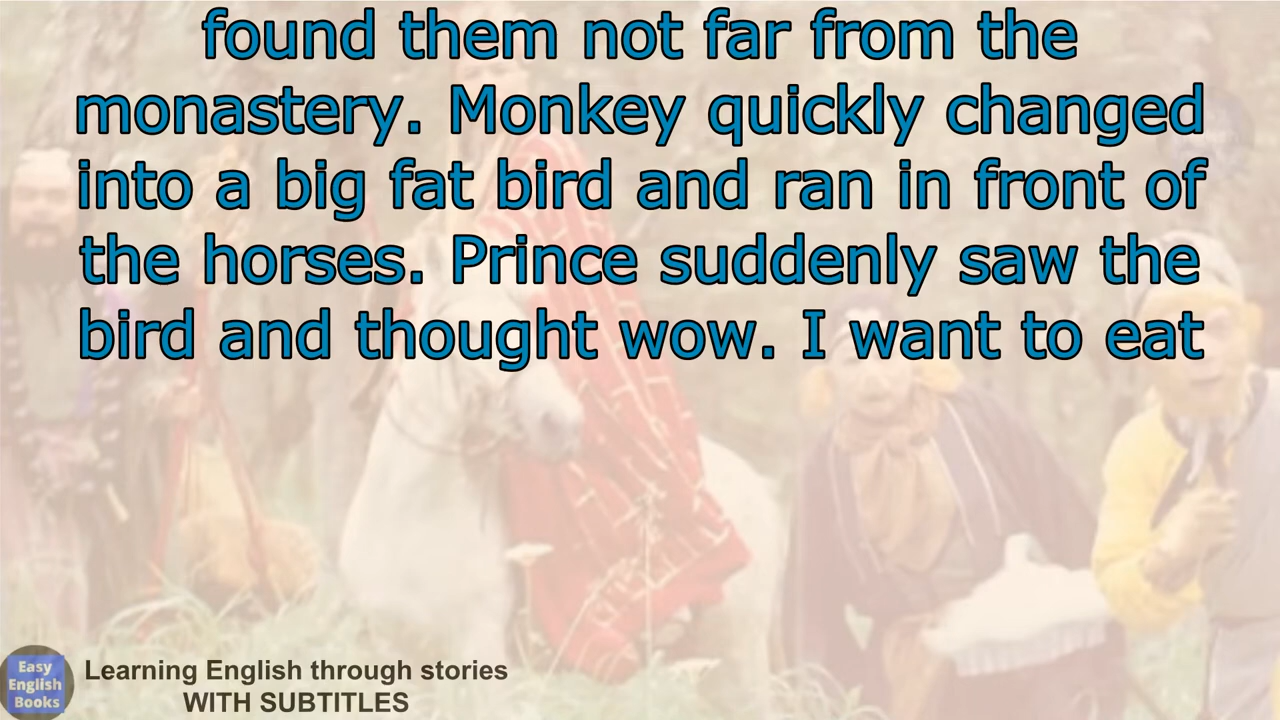 found them not far from the
monastery. Monkey quickly changed
into a big fat bird and ran in front of
the horses. Prince suddenly saw the
bird and thought wow. I want to eat
Easy
English
Books
Learning English through stories
WITH SUBTITLES